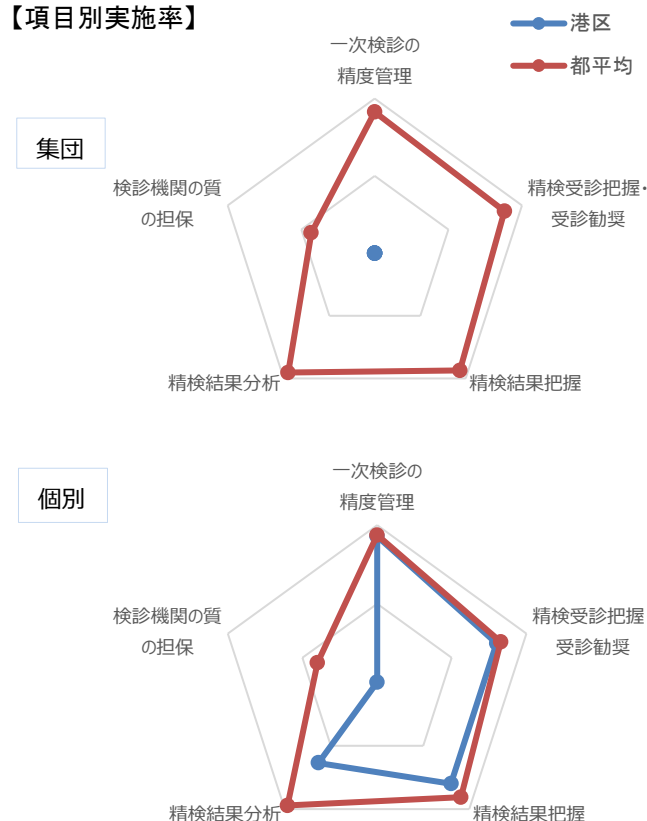 【項目別実施率】
港区
都平均
集団
一次検診の
精度管理
精検受診把握・
受診勧奨
精検結果把握
精検結果分析
検診機関の質
の担保
個別
一次検診の
精度管理
精検受診把握
受診勧奨
精検結果把握
精検結果分析
検診機関の質
の担保